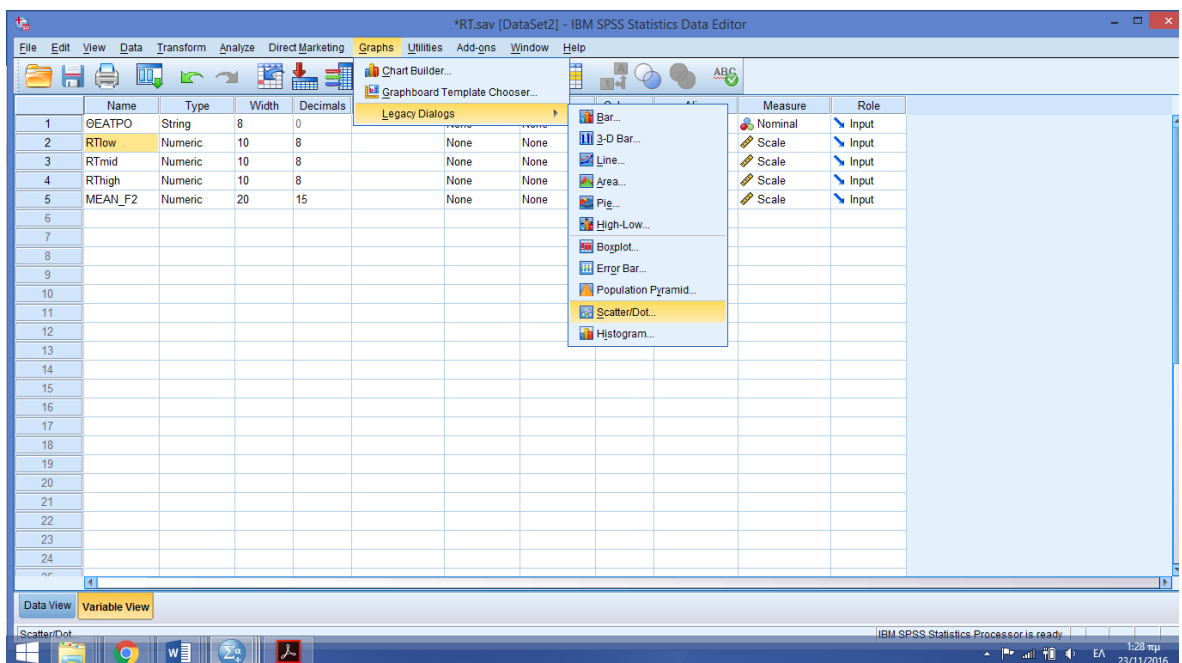 *RT.sav [DataSet2] - IBM SPSS Statistics Data Editor
File Edit View Data Transform Analyze Direct Marketing Graphs Utilities Add-ons Window Help
Chart Builder...
Graphboard Template Chooser...
Legacy Dialogs
Bar...
3-D Bar...
Line...
Area...
Pie...
High-Low...
Boxplot...
Error Bar...
Population Pyramid...
Scatter/Dot...
Histogram...
Name Type Width Decimals Measure Role
1 ΘΕΑΤΡΟ String 8 0 None None Nominal Input
2 RTlow Numeric 10 8 None None Scale Input
3 RTmid Numeric 10 8 None None Scale Input
4 RThigh Numeric 10 8 None None Scale Input
5 MEAN_F2 Numeric 20 15 None None Scale Input
6
7
8
9
10
11
12
13
14
15
16
17
18
19
20
21
22
23
24
Data View Variable View
Scatter/Dot... IBM SPSS Statistics Processor is ready
ΕΛ 1:28 πμ
23/11/2016